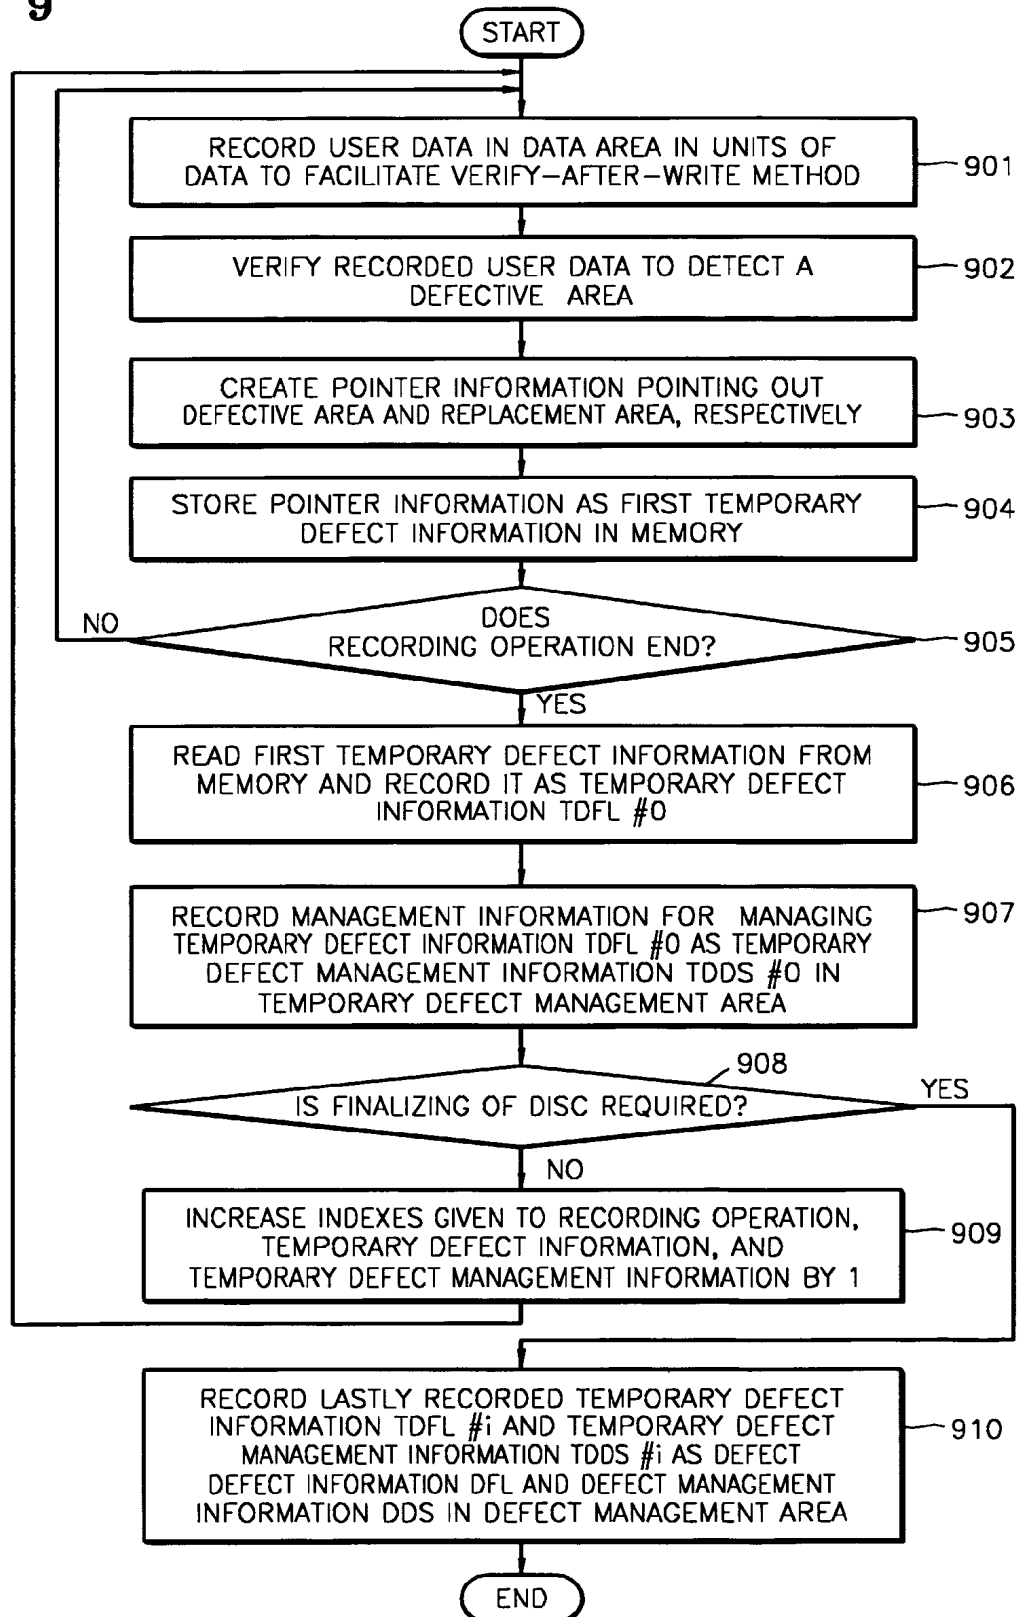 9
START
RECORD USER DATA IN DATA AREA IN UNITS OF
DATA TO FACILITATE VERIFY-AFTER-WRITE METHOD
901
VERIFY RECORDED USER DATA TO DETECT A
DEFECTIVE AREA
902
CREATE POINTER INFORMATION POINTING OUT
DEFECTIVE AREA AND REPLACEMENT AREA, RESPECTIVELY
903
STORE POINTER INFORMATION AS FIRST TEMPORARY
DEFECT INFORMATION IN MEMORY
904
NO
DOES
RECORDING OPERATION END?
905
YES
READ FIRST TEMPORARY DEFECT INFORMATION FROM
MEMORY AND RECORD IT AS TEMPORARY DEFECT
INFORMATION TDFL #0
906
RECORD MANAGEMENT INFORMATION FOR MANAGING
TEMPORARY DEFECT INFORMATION TDFL #0 AS TEMPORARY
DEFECT MANAGEMENT INFORMATION TDDS #0 IN
TEMPORARY DEFECT MANAGEMENT AREA
907
908
IS FINALIZING OF DISC REQUIRED?
YES
NO
INCREASE INDEXES GIVEN TO RECORDING OPERATION,
TEMPORARY DEFECT INFORMATION, AND
TEMPORARY DEFECT MANAGEMENT INFORMATION BY 1
909
RECORD LASTLY RECORDED TEMPORARY DEFECT
INFORMATION TDFL #i AND TEMPORARY DEFECT
MANAGEMENT INFORMATION TDDS #i AS DEFECT
DEFECT INFORMATION DFL AND DEFECT MANAGEMENT
INFORMATION DDS IN DEFECT MANAGEMENT AREA
910
END